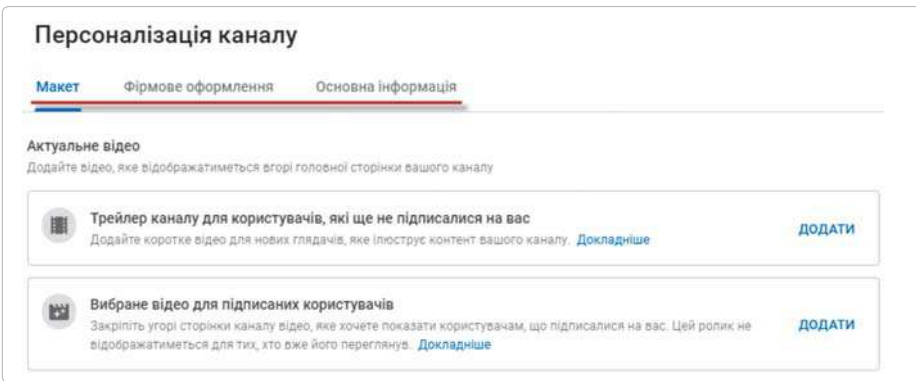 Персоналізація каналу
Макет Фірмове оформлення Основна інформація
Актуальне відео
Додайте відео, яке відображатиметься вгорі головної сторінки вашого каналу
Трейлер каналу для користувачів, які ще не підписалися на вас
Додайте коротке відео для нових глядачів, яке ілюструє контент вашого каналу. Докладніше
ДОДАТИ
Вибране відео для підписаних користувачів
Закріпіть угорі сторінки каналу відео, яке хочете показати користувачам, що підписалися на вас. Цей ролик не
відображатиметься для тих, хто вже його переглянув. Докладніше
ДОДАТИ